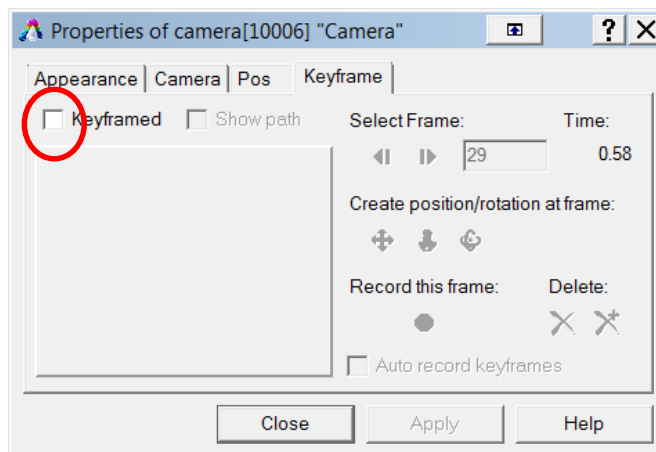 Properties of camera[10006] "Camera" ? X
Appearance Camera Pos Keyframe
Keyframed Show path Select Frame: Time:
29 0.58
Create position/rotation at frame:
Record this frame: Delete:
Auto record keyframes
Close Apply Help